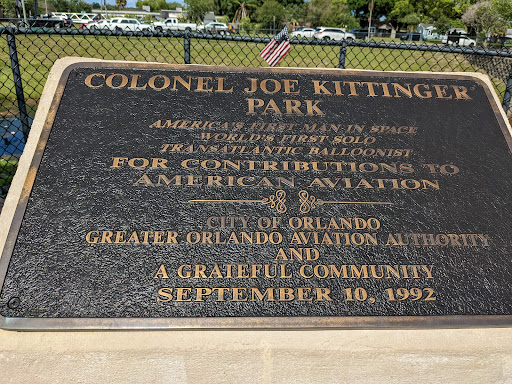 COLONEL JOE KITTINGER
PARK
AMERICA'S FIRST MAN IN SPACE
WORLD'S FIRST SOLO
TRANSATLANTIC BALLOONIST
FOR CONTRIBUTIONS TO
AMERICAN AVIATION
CITY OF ORLANDO
GREATER ORLANDO AVIATION AUTHORITY
AND
A GRATEFUL COMMUNITY
SEPTEMBER 10, 1992